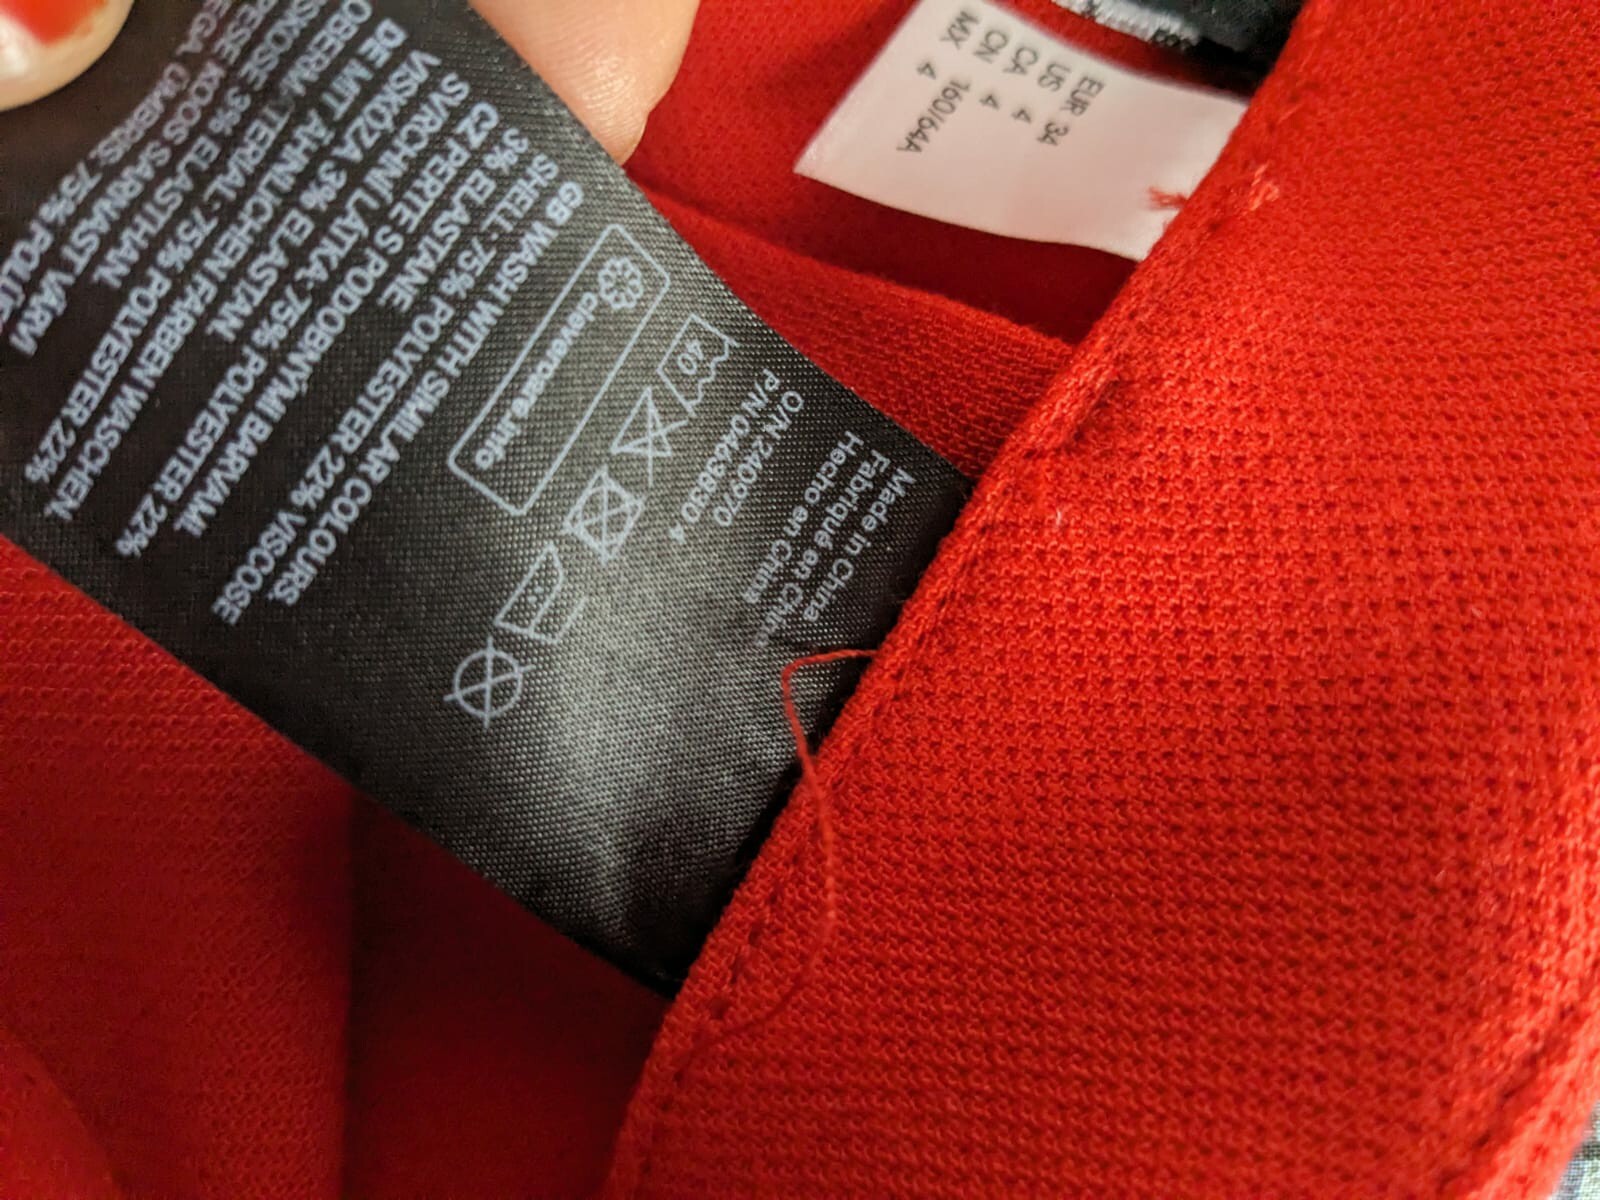 EUR 34
US 4
CA 4
CN 160/64A
MX 4
Made in China
Fabriqué en Chine
Hecho en China
O/N 240970
P/N
40
clevercare.info
GB WASH WITH SIMILAR COLOURS.
SHELL: 75% POLYESTER 22% VISCOSE
3% ELASTANE
CZ PERTE S PODOBNÝMI BARVAMI.
SVRCHNÍ LÁTKA: 75% POLYESTER 22%
VISKÓZA 3% ELASTAN.
DE MIT ÄHNLICHEN FARBEN WASCHEN.
OBERMATERIAL: 75% POLYESTER 22%
VISKOSE 3% ELASTHAN.
PESE KOOS SAMAST VÄRVI
75%